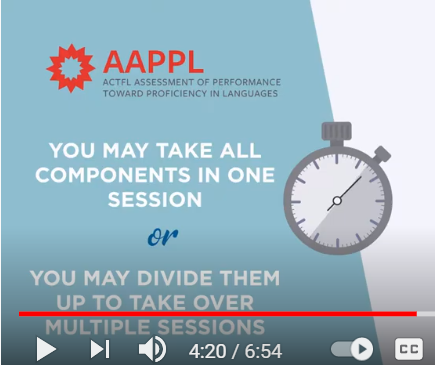 AAPPL
ACTFL ASSESSMENT OF PERFORMANCE
TOWARD PROFICIENCY IN LANGUAGES
YOU MAY TAKE ALL
COMPONENTS IN ONE
SESSION
or
YOU MAY DIVIDE THEM
UP TO TAKE OVER
MULTIPLE SESSIONS
4:20 / 6:54
CC